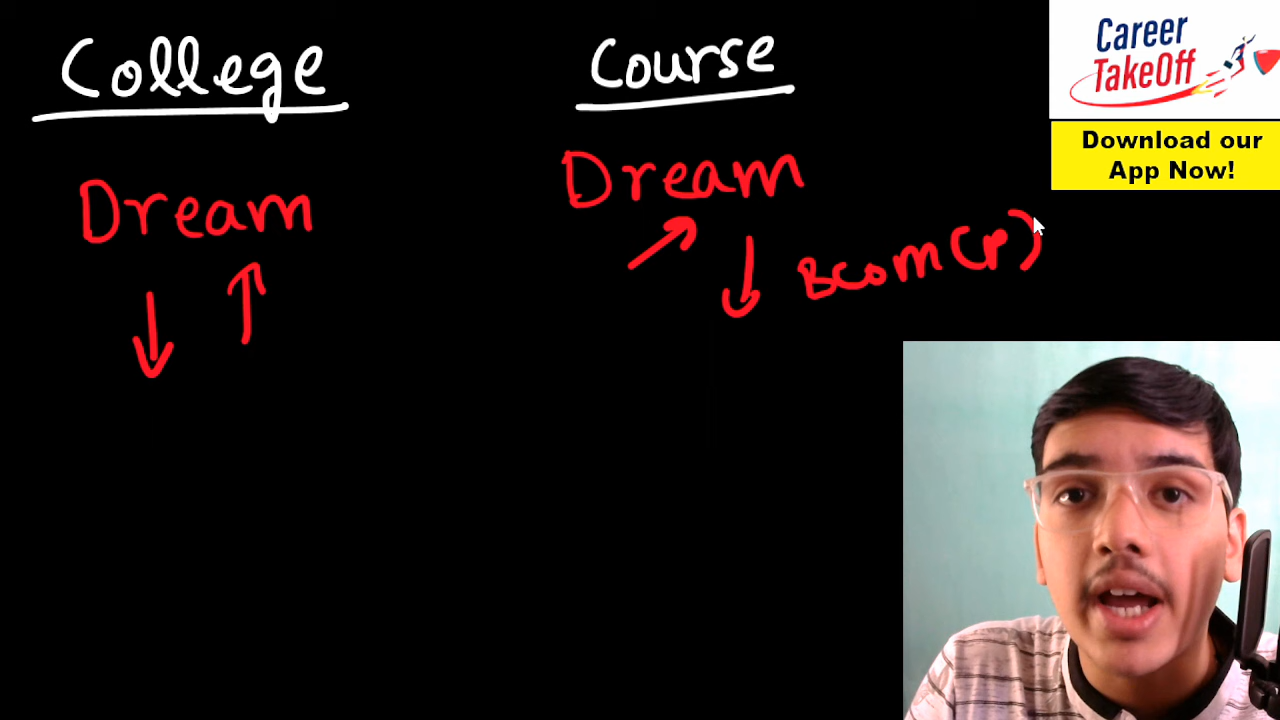 College
Course
Dream
Dream
BCom(P)
Career
TakeOff
Download our
App Now!